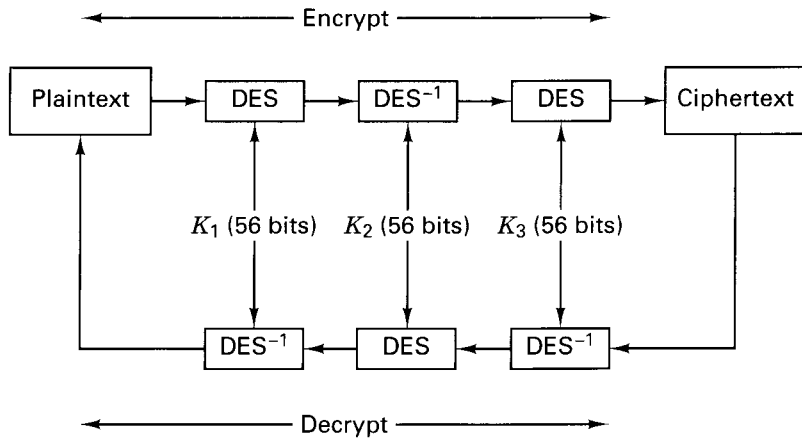 Encrypt
Plaintext
DES
DES⁻¹
DES
Ciphertext
K₁ (56 bits)
K₂ (56 bits)
K₃ (56 bits)
DES⁻¹
DES
DES⁻¹
Decrypt